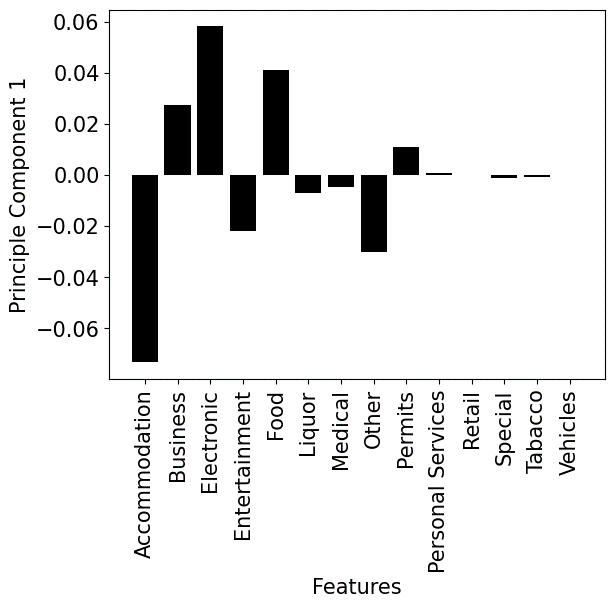 Principle Component 1
0.06
0.04
0.02
0.00
−0.02
−0.04
−0.06
Accommodation
Business
Electronic
Entertainment
Food
Liquor
Medical
Other
Permits
Personal Services
Retail
Special
Tabacco
Vehicles
Features